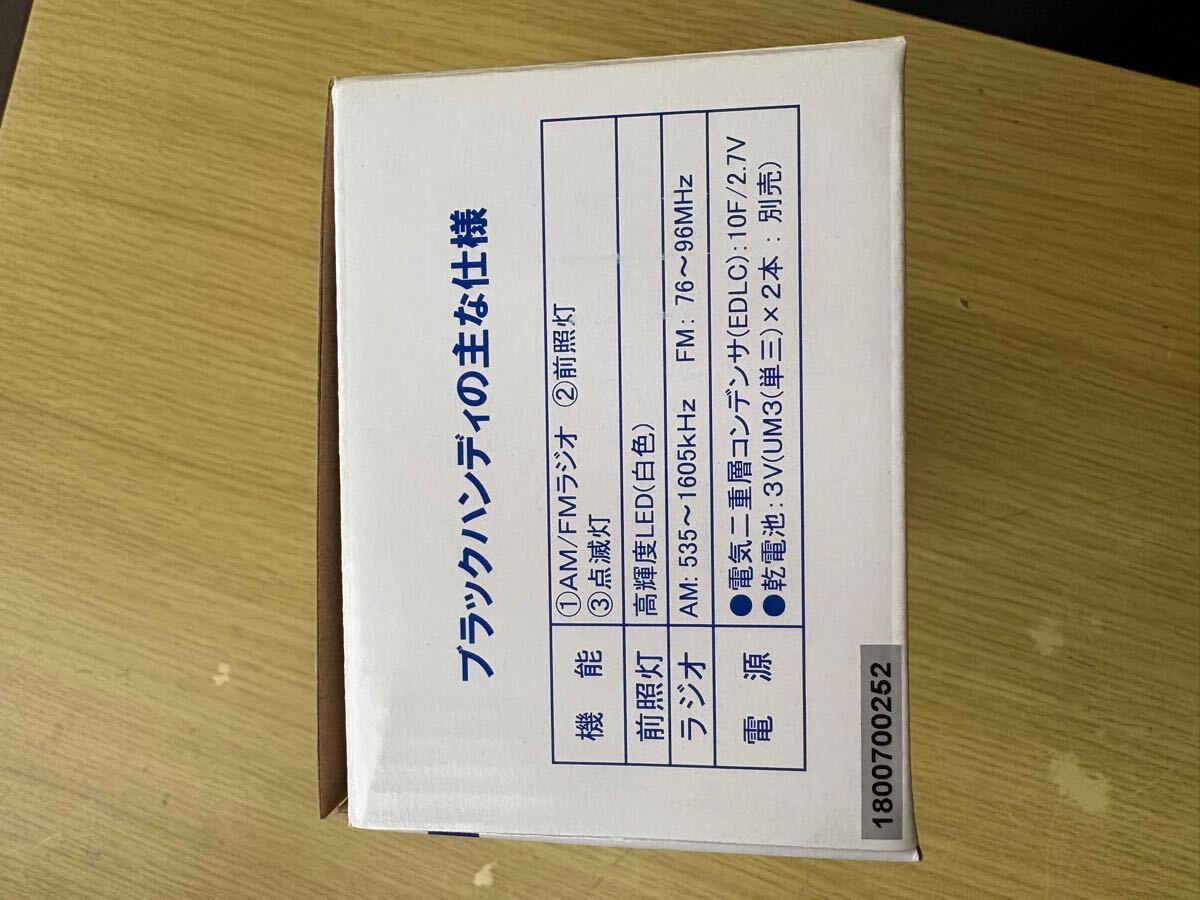 ブラックハンディの主な仕様
機 能
①AM/FMラジオ ②前照灯
③点滅灯
前照灯
高輝度LED(白色)
ラジオ
AM: 535～1605kHz FM: 76～96MHz
電 源
●電気二重層コンデンサ(EDLC):10F/2.7V
●乾電池:3V(UM3(単三)×2本:別売)
1800700252